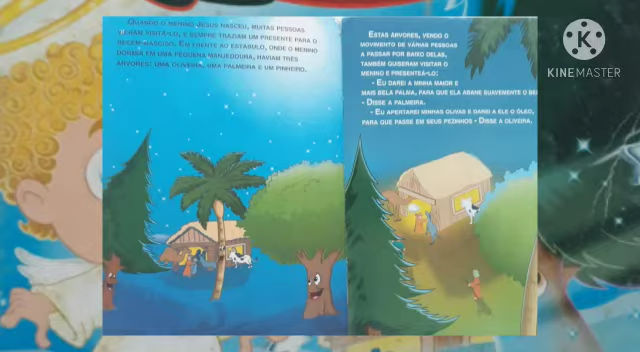 QUANDO O MENINO JESUS NASCEU, MUITAS PESSOAS
VIERAM VISITÁ-LO, E SEMPRE TRAZIAM UM PRESENTE PARA O
RECÉM-NASCIDO. EM FRENTE AO ESTÁBULO, ONDE O MENINO
DORMIA EM UMA PEQUENA MANJEDOURA, HAVIAM TRÊS
ÁRVORES: UMA OLIVEIRA, UMA PALMEIRA E UM PINHEIRO.
ESTAS ÁRVORES, VENDO O
MOVIMENTO DE VÁRIAS PESSOAS
A PASSAR POR BAIXO DELAS,
TAMBÉM QUISERAM VISITAR O
MENINO E PRESENTEÁ-LO:
- EU DAREI A MINHA MAIOR E
MAIS BELA PALMA, PARA QUE ELA ABANE SUAVEMENTE O
- DISSE A PALMEIRA.
- EU APERTAREI MINHAS OLIVAS E DAREI A ELE O ÓLEO,
PARA QUE PASSE EM SEUS PEZINHOS - DISSE A OLIVEIRA.
K
KINEMASTER